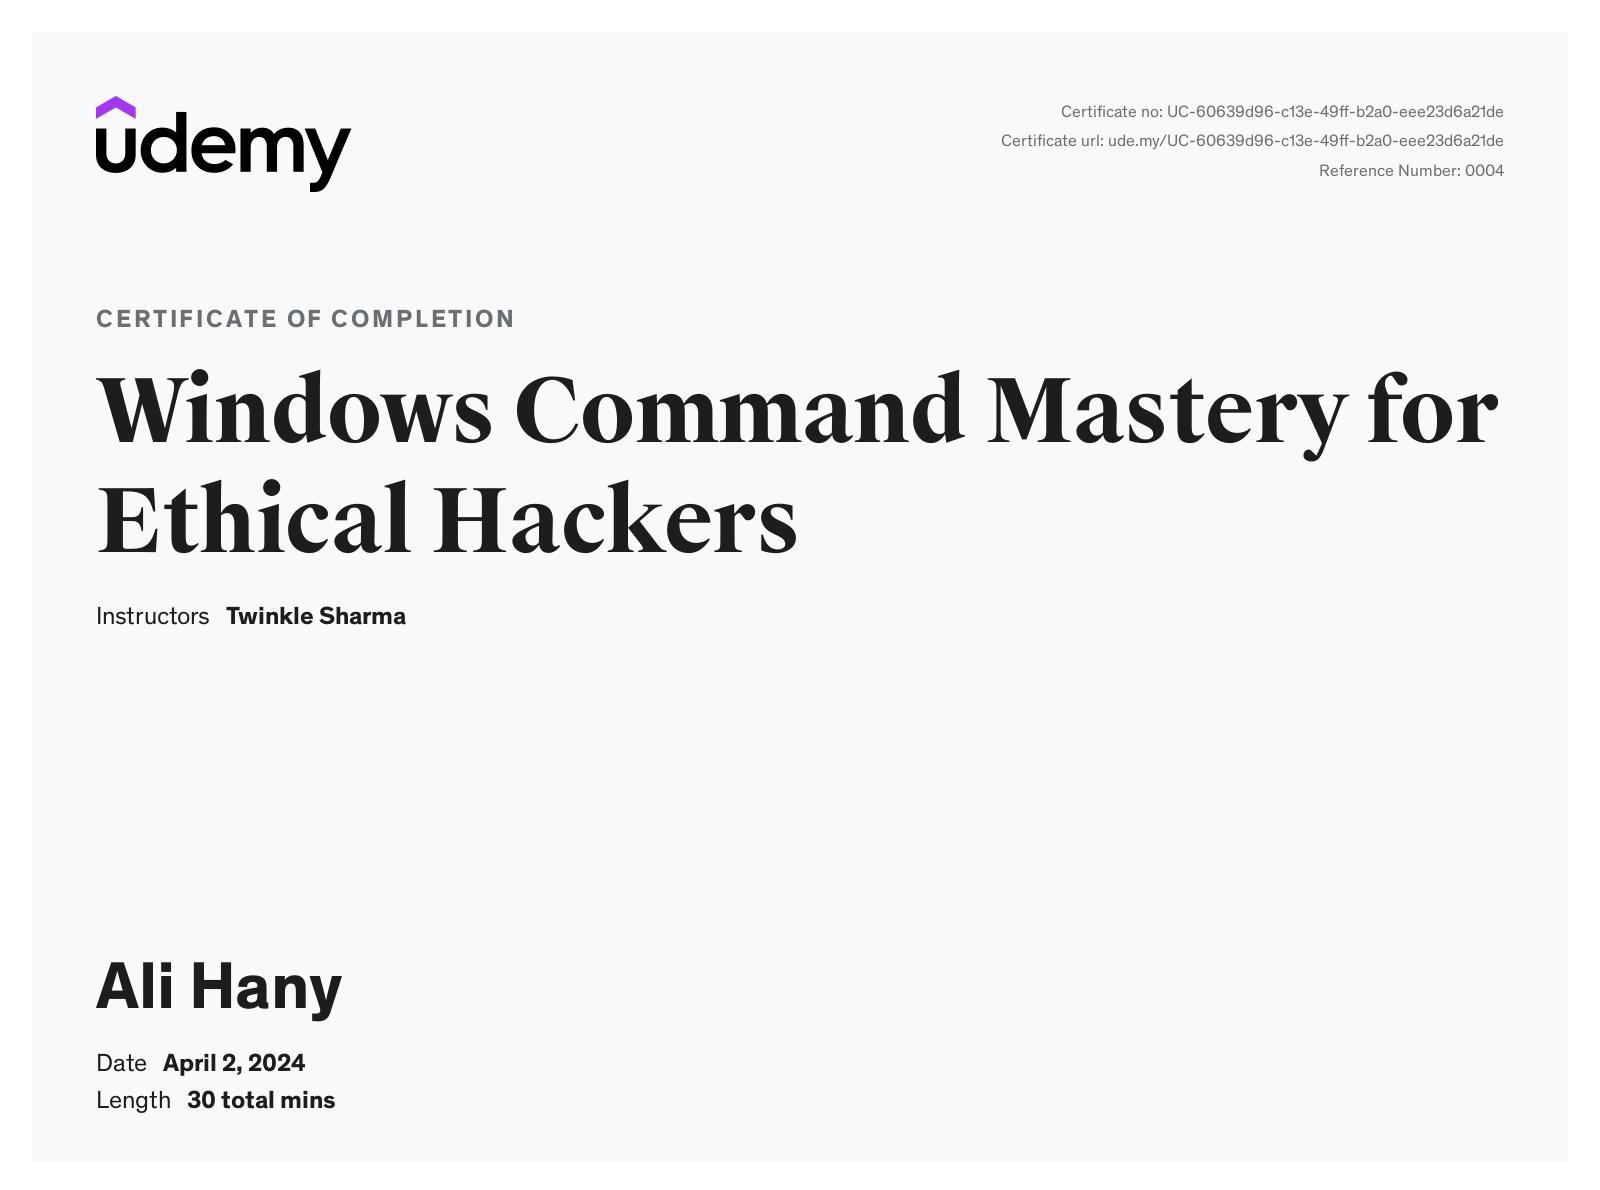 udemy
Certificate no: UC-60639d96-c13e-49ff-b2a0-eee23d6a21de
Certificate url: ude.my/UC-60639d96-c13e-49ff-b2a0-eee23d6a21de
Reference Number: 0004
CERTIFICATE OF COMPLETION
Windows Command Mastery for
Ethical Hackers
Instructors Twinkle Sharma
Ali Hany
Date April 2, 2024
Length 30 total mins